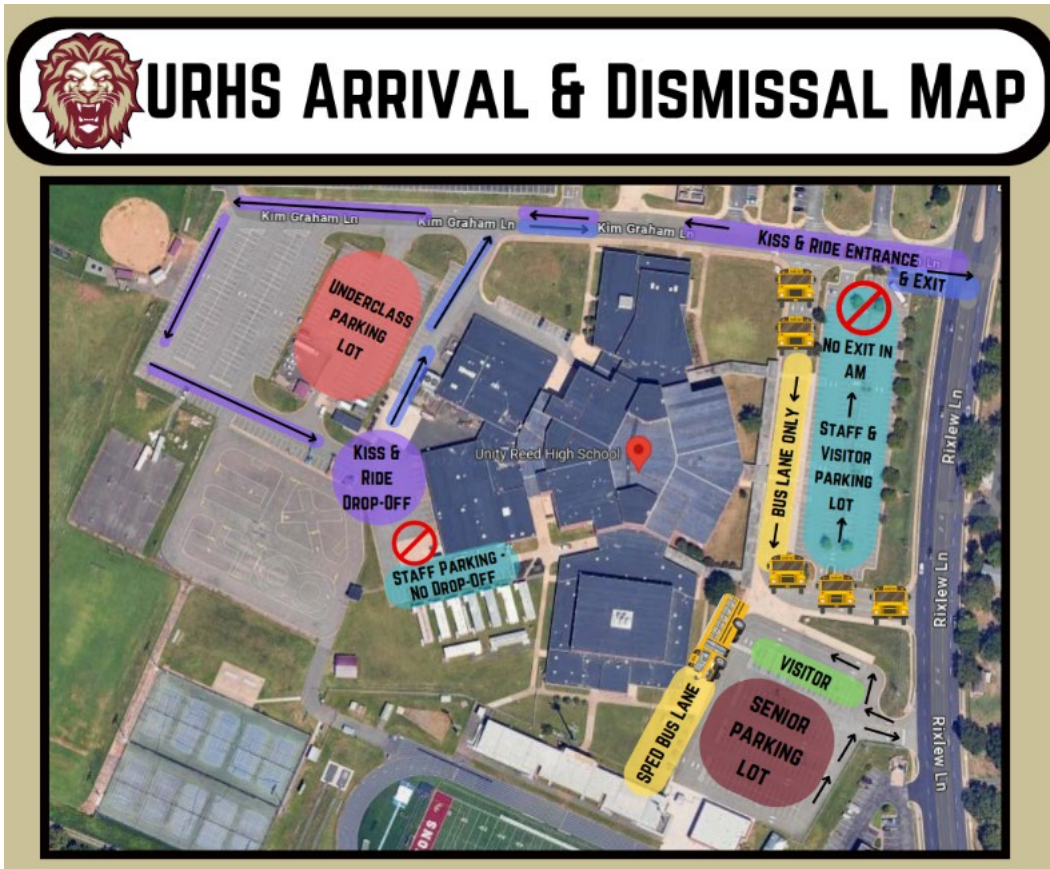 URHS ARRIVAL & DISMISSAL MAP
Kim Graham Ln
Kim Graham Ln
Kim Graham Ln
KISS & RIDE ENTRANCE
& EXIT
UNDERCLASS
PARKING
LOT
NO EXIT IN
AM
STAFF &
VISITOR
PARKING
LOT
BUS LANE ONLY
Rixlew Ln
KISS &
RIDE
DROP-OFF
Unity Reed High School
STAFF PARKING -
NO DROP-OFF
Rixlew Ln
VISITOR
SENIOR
PARKING
LOT
SPED BUS LANE
Rixlew Ln